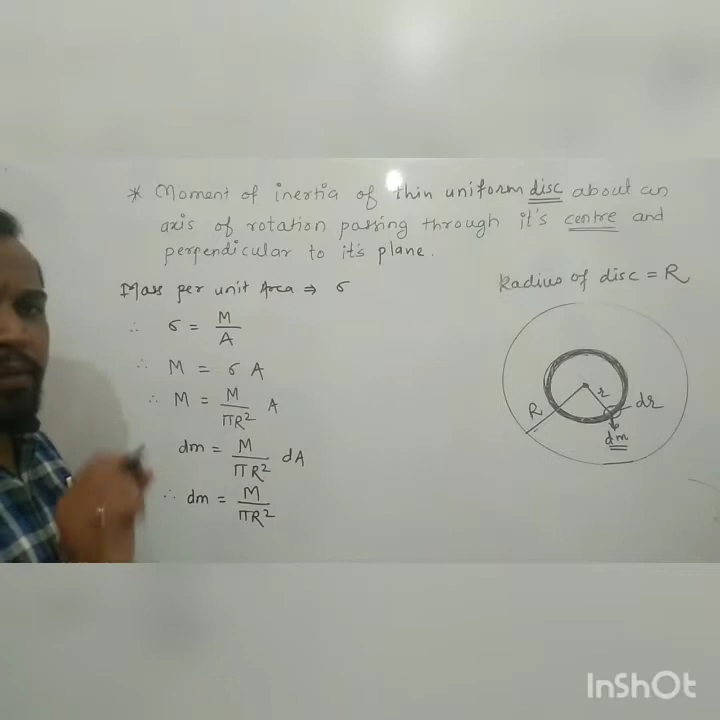 * Moment of inertia of thin uniform disc about an
axis of rotation passing through it's centre and
perpendicular to it's plane.
Mass per unit Area ⇒ σ
∴ σ = M/A
∴ M = σ A
∴ M = M/πR² A
dm = M/πR² dA
∴ dm = M/πR²
Radius of disc = R
R
r
dr
dm
InShOt